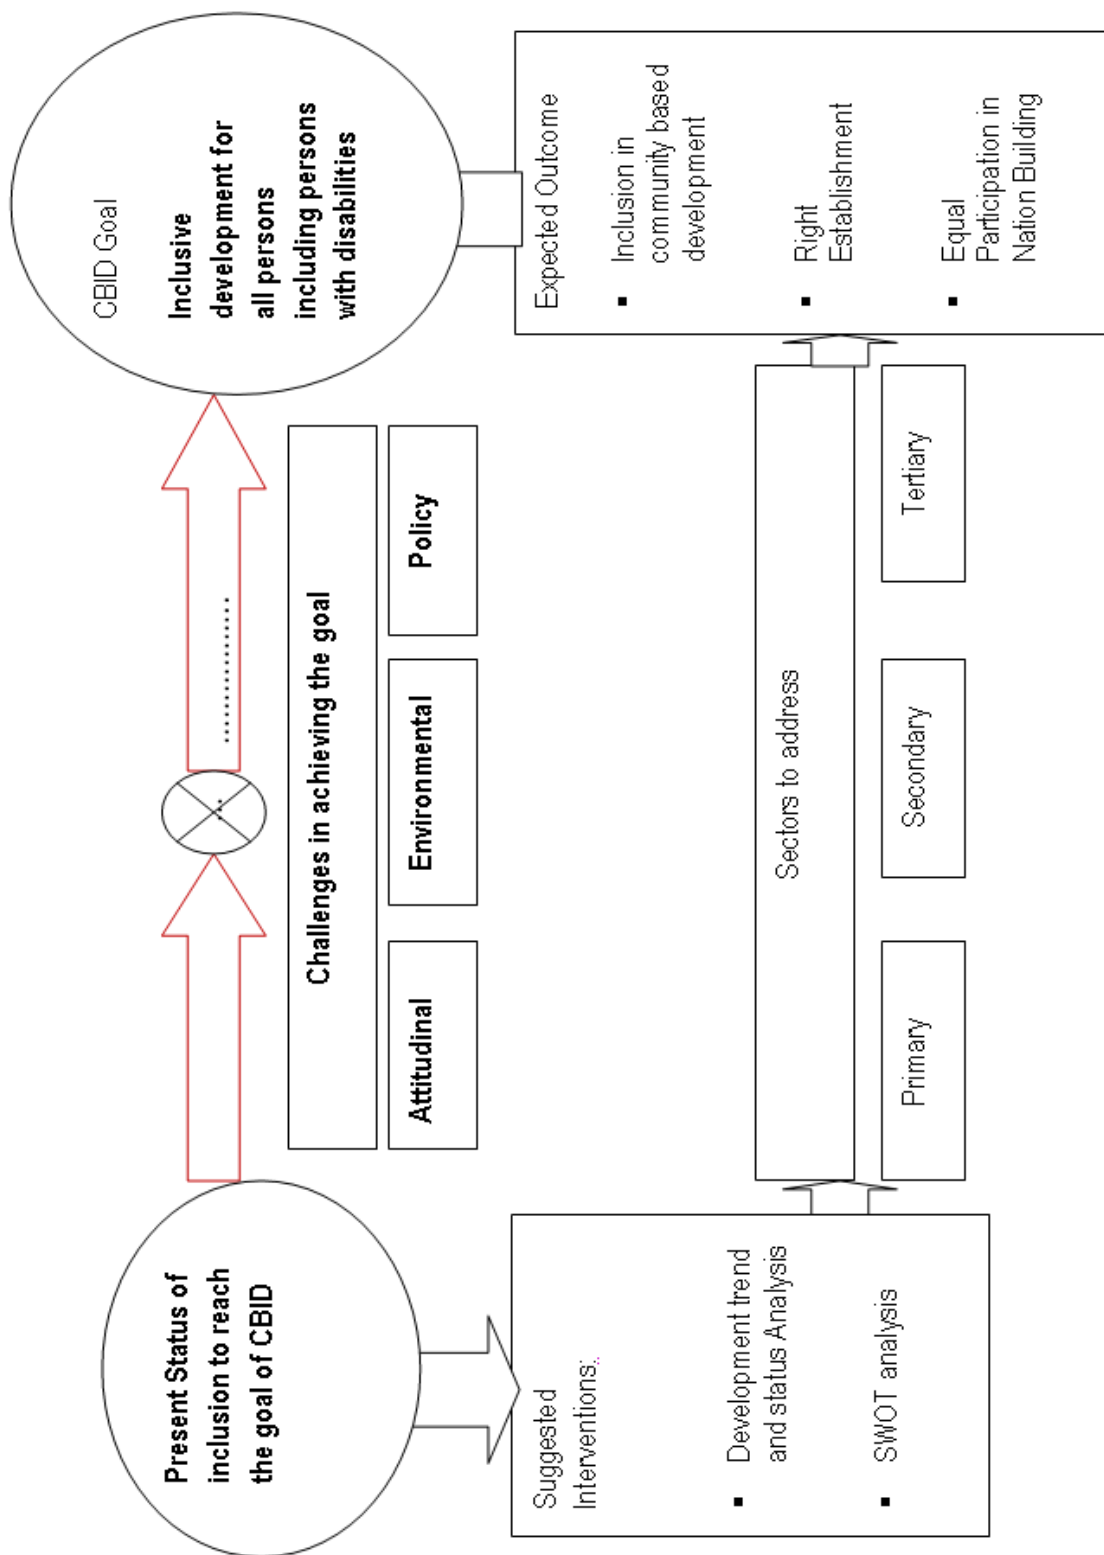 Present Status of
inclusion to reach
the goal of CBID
CBID Goal
Inclusive
development for
all persons
including persons
with disabilities
Challenges in achieving the goal
Attitudinal
Environmental
Policy
Suggested
Interventions:
▪ Development trend
and status Analysis
▪ SWOT analysis
Sectors to address
Primary
Secondary
Tertiary
Expected Outcome
▪ Inclusion in
community based
development
▪ Right
Establishment
▪ Equal
Participation in
Nation Building